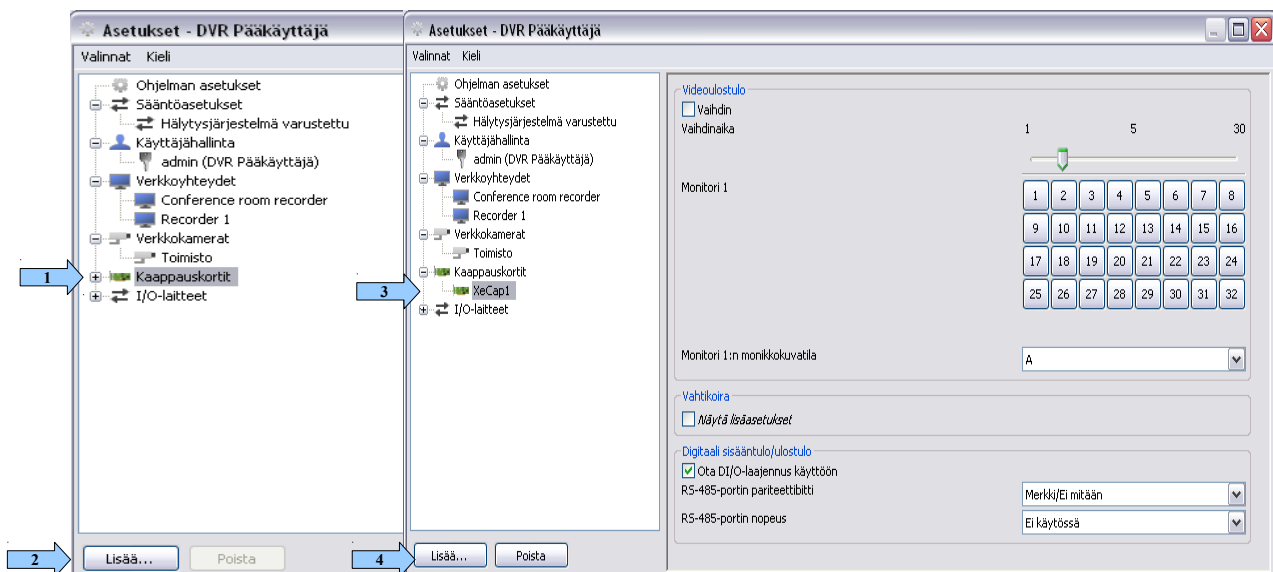 Asetukset - DVR Pääkäyttäjä
Valinnat Kieli
Ohjelman asetukset
Sääntöasetukset
Hälytysjärjestelmä varustettu
Käyttäjähallinta
admin (DVR Pääkäyttäjä)
Verkkoyhteydet
Conference room recorder
Recorder 1
Verkkokamerat
Toimisto
1
Kaappauskortit
I/O-laitteet
2
Lisää...
Poista
Asetukset - DVR Pääkäyttäjä
Valinnat Kieli
Ohjelman asetukset
Sääntöasetukset
Hälytysjärjestelmä varustettu
Käyttäjähallinta
admin (DVR Pääkäyttäjä)
Verkkoyhteydet
Conference room recorder
Recorder 1
Verkkokamerat
Toimisto
Kaappauskortit
3
XeCap1
I/O-laitteet
4
Lisää...
Poista
Videoulostulo
Vaihdin
Vaihdinaika
1 5 30
Monitori 1
1 2 3 4 5 6 7 8
9 10 11 12 13 14 15 16
17 18 19 20 21 22 23 24
25 26 27 28 29 30 31 32
Monitori 1:n monikkokuvatila
A
Vahtikoira
Näytä lisäasetukset
Digitaali sisääntulo/ulostulo
Ota DI/O-laajennus käyttöön
RS-485-portin pariteettibitti
Merkki/Ei mitään
RS-485-portin nopeus
Ei käytössä